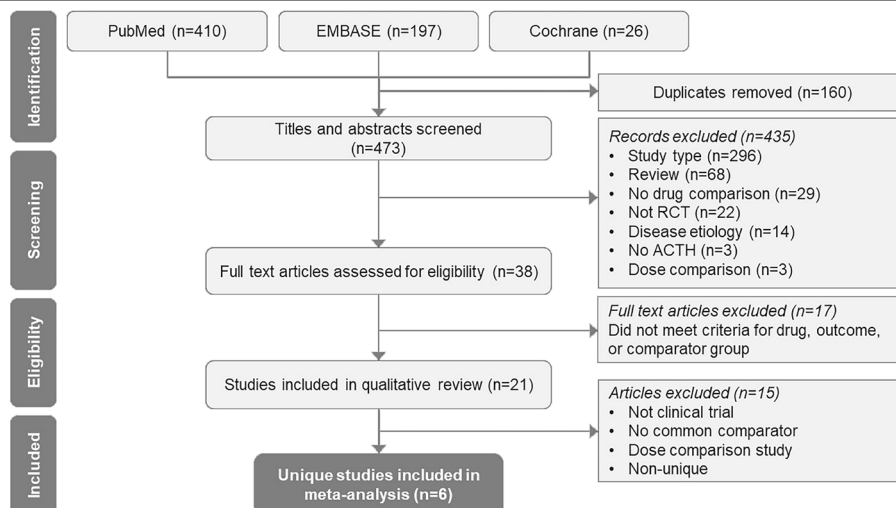 Identification
PubMed (n=410)
EMBASE (n=197)
Cochrane (n=26)
Duplicates removed (n=160)
Titles and abstracts screened
(n=473)
Screening
Records excluded (n=435)
• Study type (n=296)
• Review (n=68)
• No drug comparison (n=29)
• Not RCT (n=22)
• Disease etiology (n=14)
• No ACTH (n=3)
• Dose comparison (n=3)
Full text articles assessed for eligibility (n=38)
Eligibility
Full text articles excluded (n=17)
Did not meet criteria for drug, outcome,
or comparator group
Studies included in qualitative review (n=21)
Articles excluded (n=15)
• Not clinical trial
• No common comparator
• Dose comparison study
• Non-unique
Included
Unique studies included in
meta-analysis (n=6)